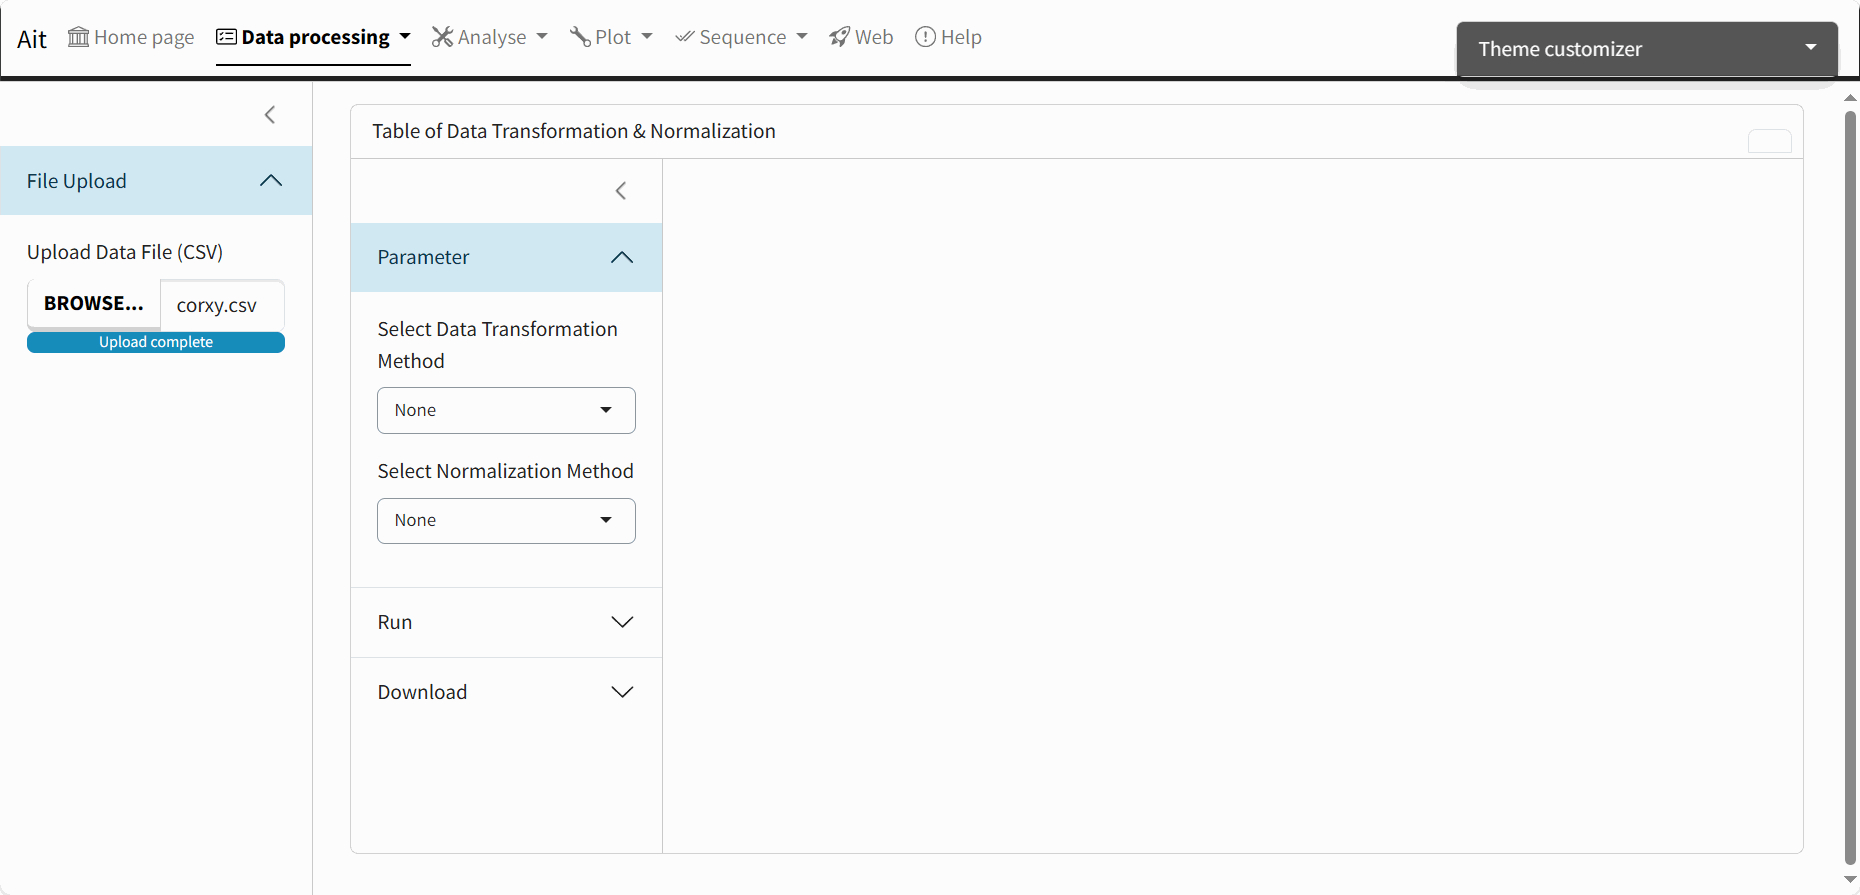 Ait Home page Data processing Analyse Plot Sequence Web Help
Theme customizer
File Upload
Upload Data File (CSV)
BROWSE... corxy.csv
Upload complete
Table of Data Transformation & Normalization
Parameter
Select Data Transformation
Method
None
Select Normalization Method
None
Run
Download